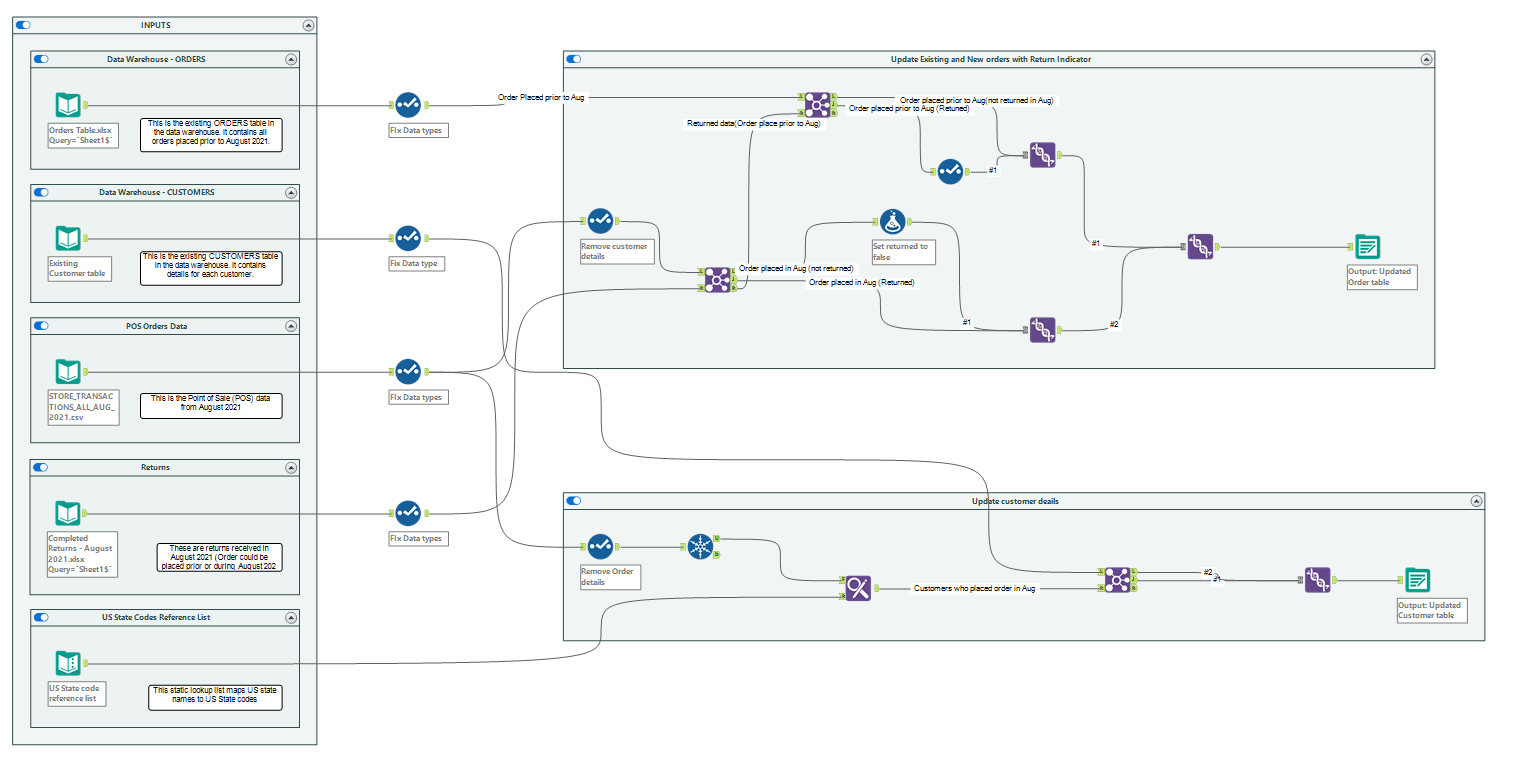 INPUTS
Data Warehouse - ORDERS
Orders Table.xlsx
Query=`Sheet1$`
This is the existing ORDERS table in
the data warehouse. It contains all
orders placed prior to August 2021.
Data Warehouse - CUSTOMERS
Existing
Customer table
This is the existing CUSTOMERS table
in the data warehouse. It contains
details for each customer.
POS Orders Data
STORE_TRANSAC
TIONS_ALL_AUG_
2021.csv
This is the Point of Sale (POS) data
from August 2021
Returns
Completed
Returns - August
2021.xlsx
Query=`Sheet1$`
These are returns received in
August 2021 (Order could be
placed prior or during August 202
US State Codes Reference List
US State code
reference list
This static lookup list maps US state
names to US State codes
Fix Data types
Fix Data type
Fix Data types
Fix Data types
Update Existing and New orders with Return Indicator
Order Placed prior to Aug
Returned data(Order place prior to Aug)
L
R
L
J
R
Order placed prior to Aug(not returned in Aug)
Order placed prior to Aug (Retuned)
#1
Remove customer
details
L
R
L
J
R
Order placed in Aug (not returned)
Order placed in Aug (Returned)
Set returned to
false
#1
#1
#2
Output: Updated
Order table
Update customer deails
Remove Order
details
U
D
F
R
Customers who placed order in Aug
L
R
L
J
R
#2
#1
Output: Updated
Customer table